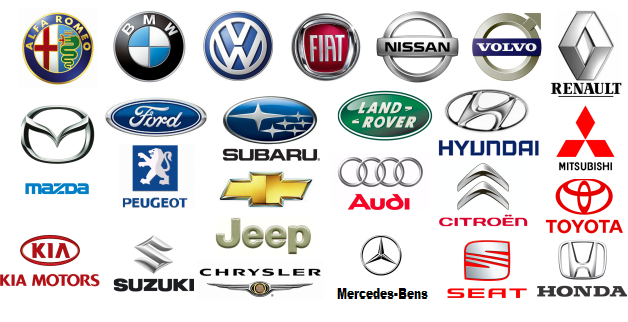 ALFA ROMEO
BMW
VW
FIAT
NISSAN
VOLVO
RENAULT
Ford
SUBARU
LAND-
ROVER
HYUNDAI
MITSUBISHI
mazda
PEUGEOT
Audi
CITROËN
TOYOTA
Jeep
KIA
KIA MOTORS
SUZUKI
CHRYSLER
Mercedes-Bens
SEAT
HONDA